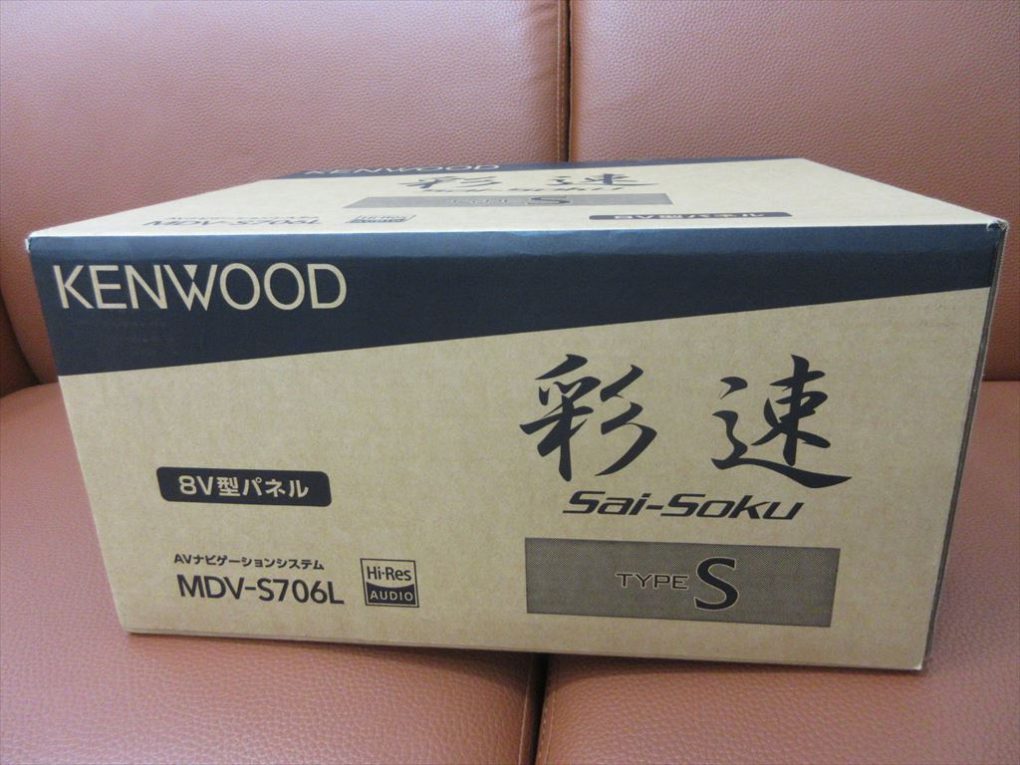 KENWOOD
彩速
Sai-Soku
8V型パネル
AVナビゲーションシステム
MDV-S706L
Hi-Res
AUDIO
TYPE S